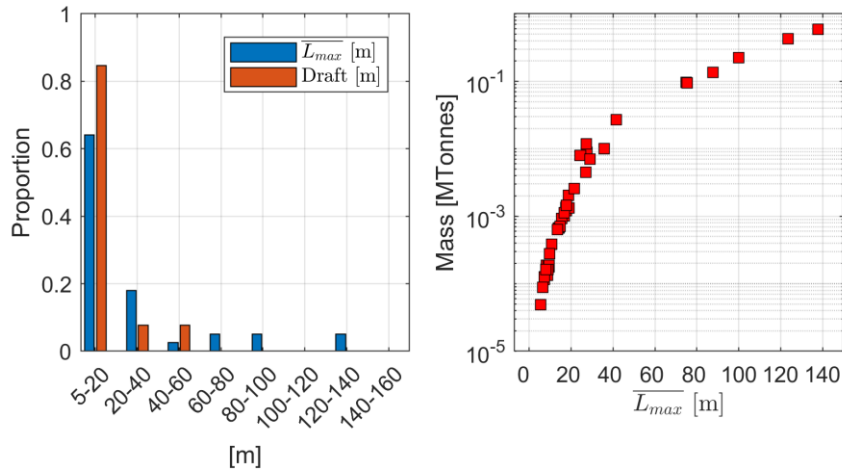 1
0.8
0.6
0.4
0.2
0
Proportion
L_max [m]
Draft [m]
5-20
20-40
40-60
60-80
80-100
100-120
120-140
140-160
[m]
10^-1
10^-3
10^-5
Mass [MTonnes]
0 20 40 60 80 100 120 140
L_max [m]